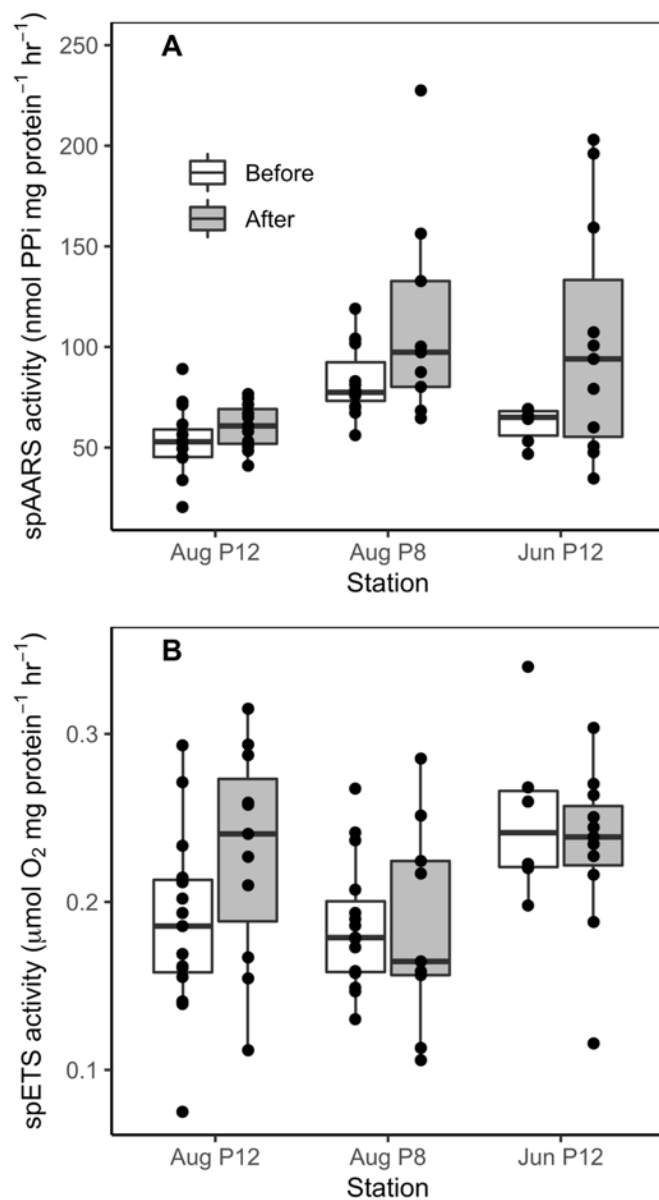 A
spAARS activity (nmol PPi mg protein⁻¹ hr⁻¹)
250
200
150
100
50
Before
After
Aug P12 Aug P8 Jun P12
Station
B
spETS activity (μmol O₂ mg protein⁻¹ hr⁻¹)
0.3
0.2
0.1
Aug P12 Aug P8 Jun P12
Station